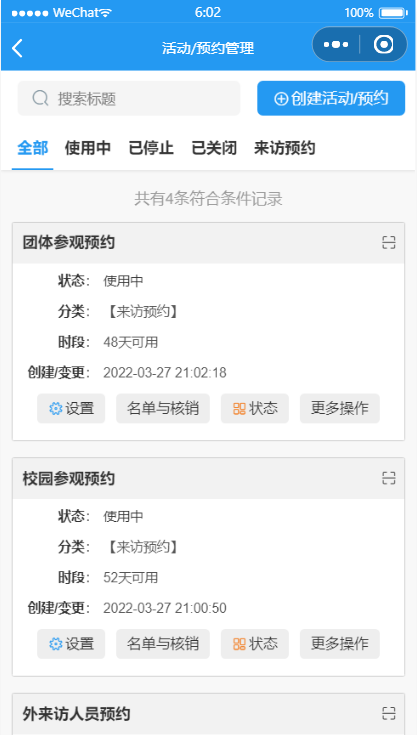 WeChat 6:02 100%
活动/预约管理
搜索标题 创建活动/预约
全部 使用中 已停止 已关闭 来访预约
共有4条符合条件记录
团体参观预约
状态: 使用中
分类: 【来访预约】
时段: 48天可用
创建/变更: 2022-03-27 21:02:18
设置 名单与核销 状态 更多操作
校园参观预约
状态: 使用中
分类: 【来访预约】
时段: 52天可用
创建/变更: 2022-03-27 21:00:50
设置 名单与核销 状态 更多操作
外来访人员预约